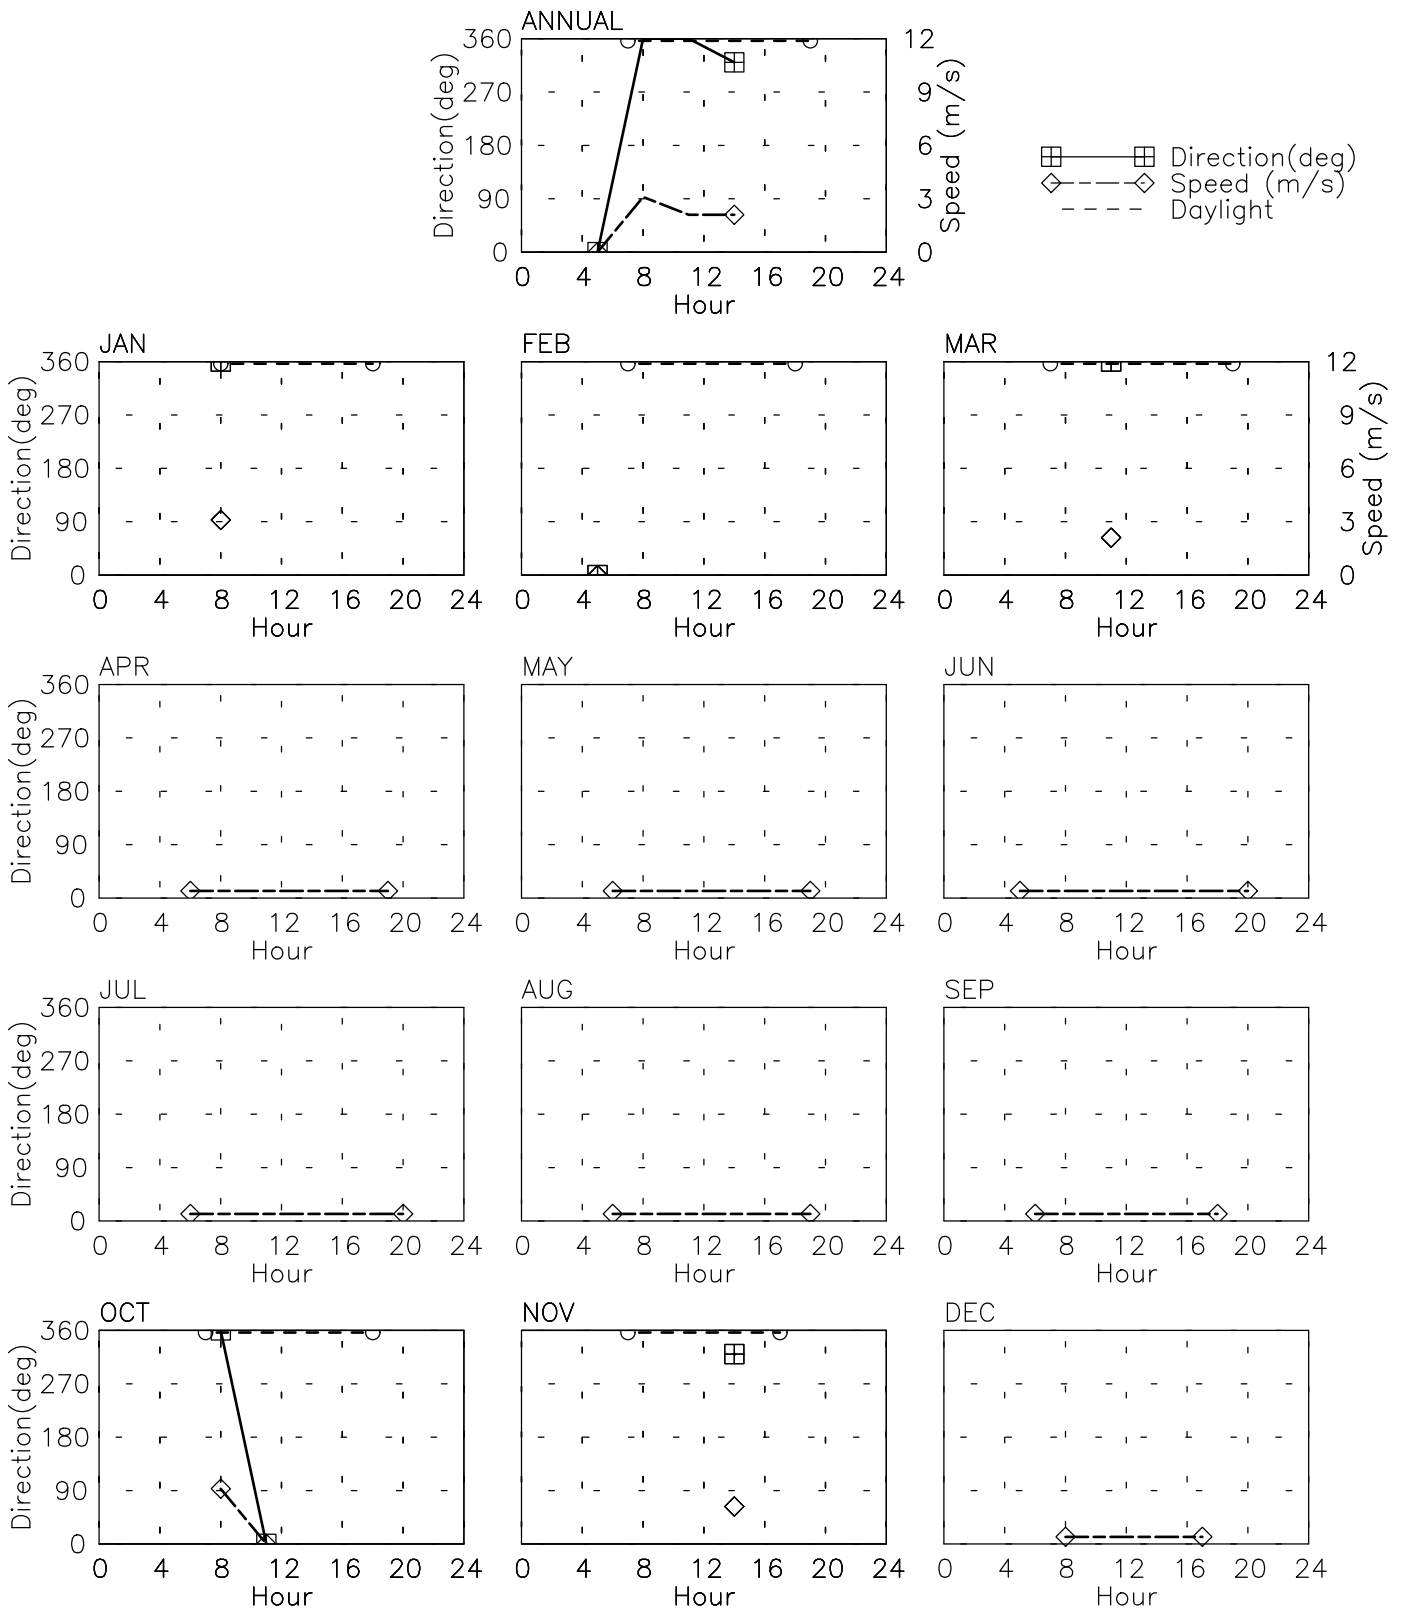 ANNUAL
360 12
270 9
180 6
90 3
0 0
Direction(deg)
Speed (m/s)
0 4 8 12 16 20 24
Hour
Direction(deg)
Speed (m/s)
Daylight
JAN FEB MAR
360 12
270 9
180 6
90 3
0 0
Direction(deg)
Speed (m/s)
0 4 8 12 16 20 24 0 4 8 12 16 20 24 0 4 8 12 16 20 24
Hour Hour Hour
APR MAY JUN
360
270
180
90
0
Direction(deg)
0 4 8 12 16 20 24 0 4 8 12 16 20 24 0 4 8 12 16 20 24
Hour Hour Hour
JUL AUG SEP
360
270
180
90
0
Direction(deg)
0 4 8 12 16 20 24 0 4 8 12 16 20 24 0 4 8 12 16 20 24
Hour Hour Hour
OCT NOV DEC
360
270
180
90
0
Direction(deg)
0 4 8 12 16 20 24 0 4 8 12 16 20 24 0 4 8 12 16 20 24
Hour Hour Hour